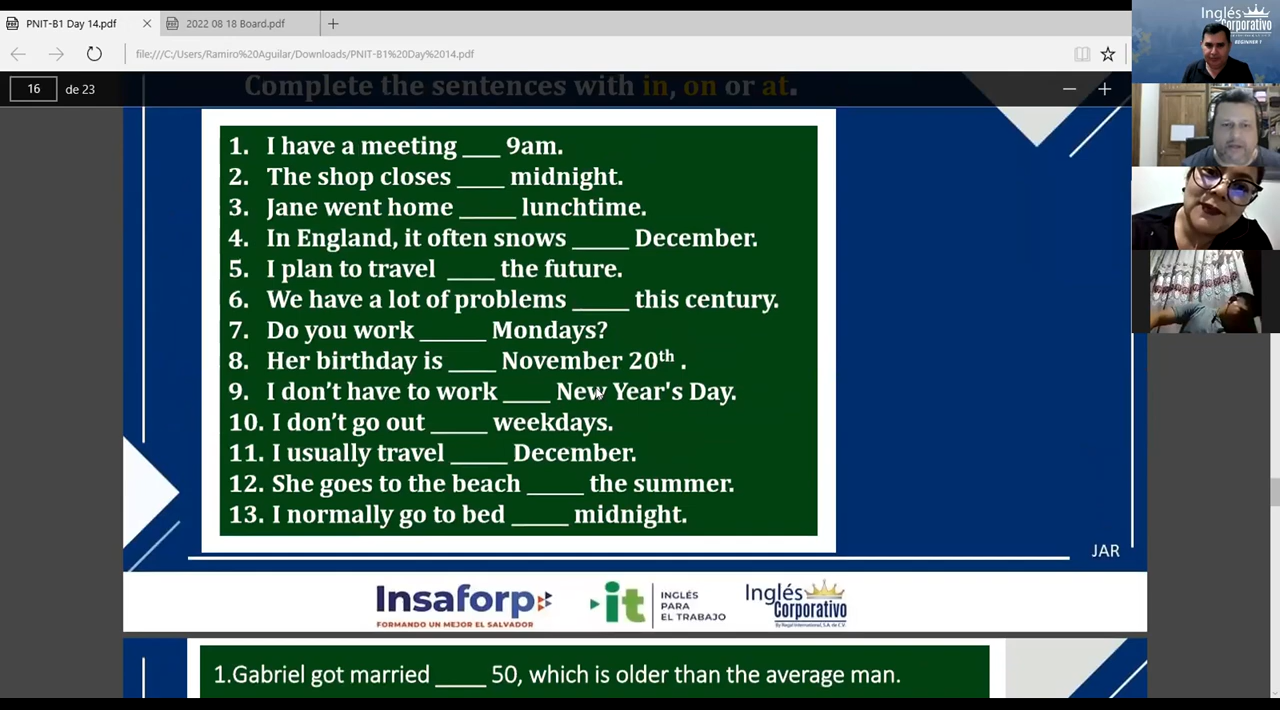 PNIT-B1 Day 14.pdf
2022 08 18 Board.pdf
file:///C:/Users/Ramiro%20Aguilar/Downloads/PNIT-B1%20Day%2014.pdf
16 de 23
Complete the sentences with in, on or at.
1. I have a meeting ___ 9am.
2. The shop closes ____ midnight.
3. Jane went home _____ lunchtime.
4. In England, it often snows _____ December.
5. I plan to travel ____ the future.
6. We have a lot of problems _____ this century.
7. Do you work ______ Mondays?
8. Her birthday is ____ November 20th .
9. I don’t have to work ____ New Year's Day.
10. I don’t go out _____ weekdays.
11. I usually travel _____ December.
12. She goes to the beach _____ the summer.
13. I normally go to bed _____ midnight.
JAR
Insaforp
FORMANDO UN MEJOR EL SALVADOR
it
INGLÉS
PARA
EL TRABAJO
Inglés
Corporativo
By Regal International, S.A. de C.V.
1.Gabriel got married _____ 50, which is older than the average man.
Inglés
Corporativo
BEGINNER 1